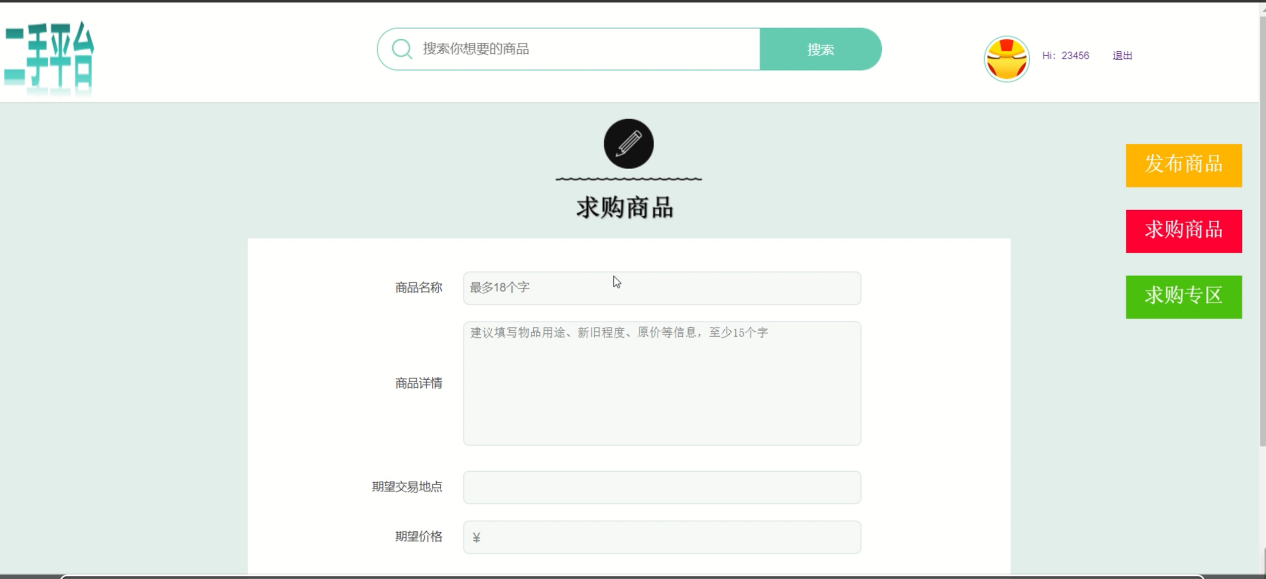 二手平台
搜索你想要的商品
搜索
Hi：23456
退出
发布商品
求购商品
求购专区
求购商品
商品名称
最多18个字
商品详情
建议填写物品用途、新旧程度、原价等信息，至少15个字
期望交易地点
期望价格
¥